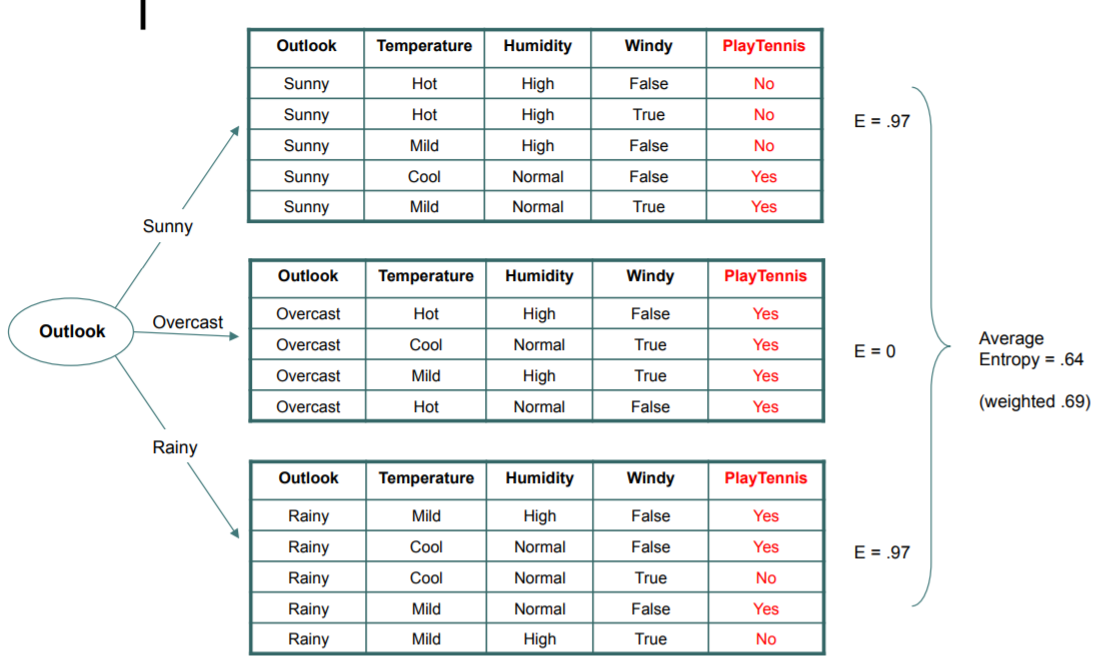 Outlook Temperature Humidity Windy PlayTennis
Sunny Hot High False No
Sunny Hot High True No
Sunny Mild High False No
Sunny Cool Normal False Yes
Sunny Mild Normal True Yes
E = .97
Sunny
Outlook Temperature Humidity Windy PlayTennis
Overcast Hot High False Yes
Overcast Cool Normal True Yes
Overcast Mild High True Yes
Overcast Hot Normal False Yes
Outlook
Overcast
E = 0
Average
Entropy = .64
(weighted .69)
Rainy
Outlook Temperature Humidity Windy PlayTennis
Rainy Mild High False Yes
Rainy Cool Normal False Yes
Rainy Cool Normal True No
Rainy Mild Normal False Yes
Rainy Mild High True No
E = .97